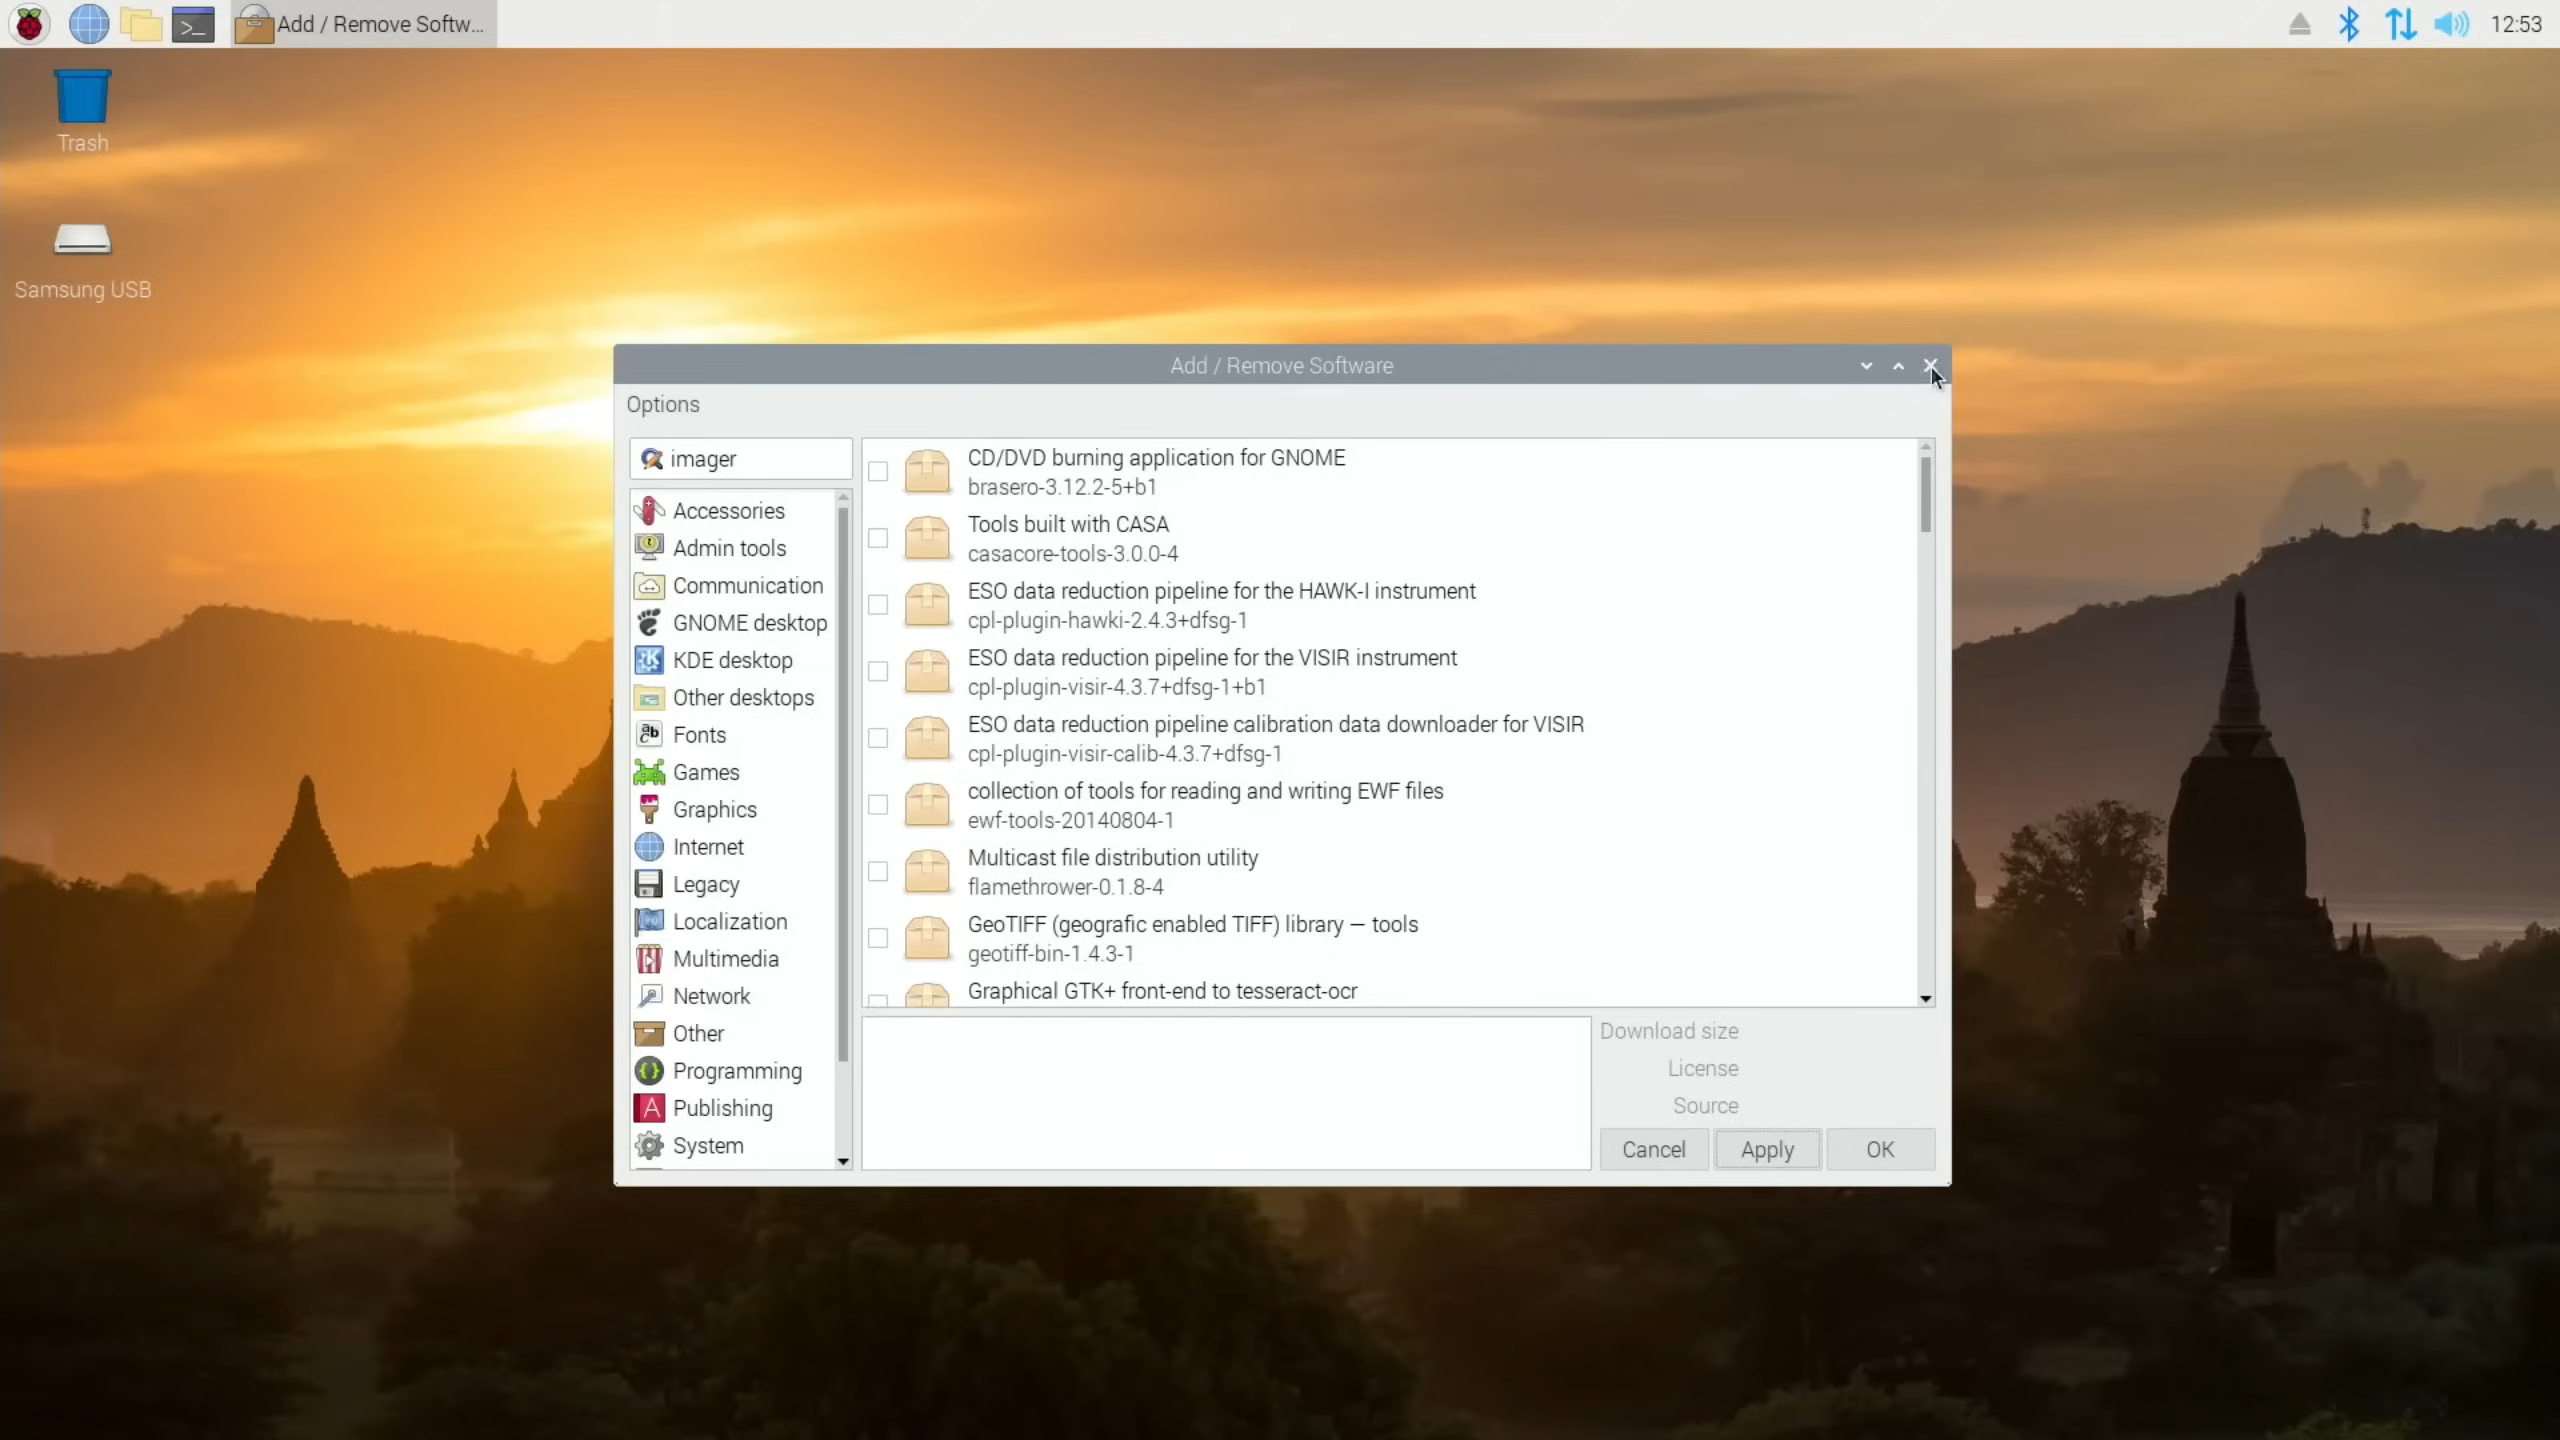 Add / Remove Softw...
12:53
Trash
Samsung USB
Add / Remove Software
Options
imager
Accessories
Admin tools
Communication
GNOME desktop
KDE desktop
Other desktops
Fonts
Games
Graphics
Internet
Legacy
Localization
Multimedia
Network
Other
Programming
Publishing
System
CD/DVD burning application for GNOME
brasero-3.12.2-5+b1
Tools built with CASA
casacore-tools-3.0.0-4
ESO data reduction pipeline for the HAWK-I instrument
cpl-plugin-hawki-2.4.3+dfsg-1
ESO data reduction pipeline for the VISIR instrument
cpl-plugin-visir-4.3.7+dfsg-1+b1
ESO data reduction pipeline calibration data downloader for VISIR
cpl-plugin-visir-calib-4.3.7+dfsg-1
collection of tools for reading and writing EWF files
ewf-tools-20140804-1
Multicast file distribution utility
flamethrower-0.1.8-4
GeoTIFF (geografic enabled TIFF) library — tools
geotiff-bin-1.4.3-1
Graphical GTK+ front-end to tesseract-ocr
Download size
License
Source
Cancel
Apply
OK